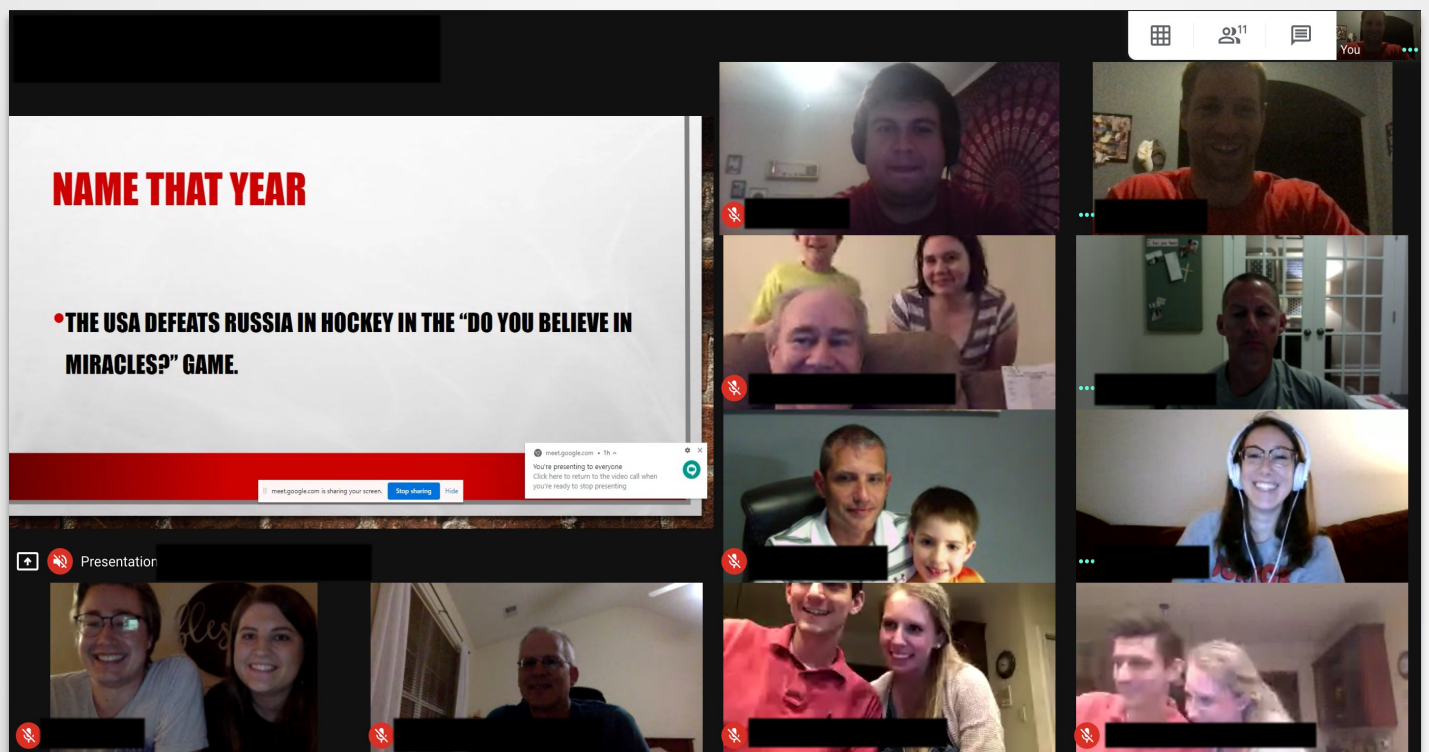 11
You
NAME THAT YEAR
•THE USA DEFEATS RUSSIA IN HOCKEY IN THE “DO YOU BELIEVE IN
MIRACLES?” GAME.
meet.google.com • 1h
You're presenting to everyone
Click here to return to the video call when
you're ready to stop presenting
meet.google.com is sharing your screen.
Stop sharing
Hide
Presentation